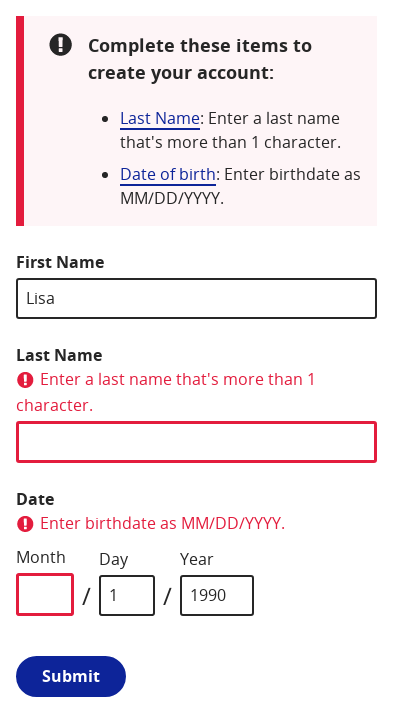 Complete these items to
create your account:
Last Name: Enter a last name
that's more than 1 character.
Date of birth: Enter birthdate as
MM/DD/YYYY.
First Name
Lisa
Last Name
Enter a last name that's more than 1
character.
Date
Enter birthdate as MM/DD/YYYY.
Month Day Year
/ 1 / 1990
Submit